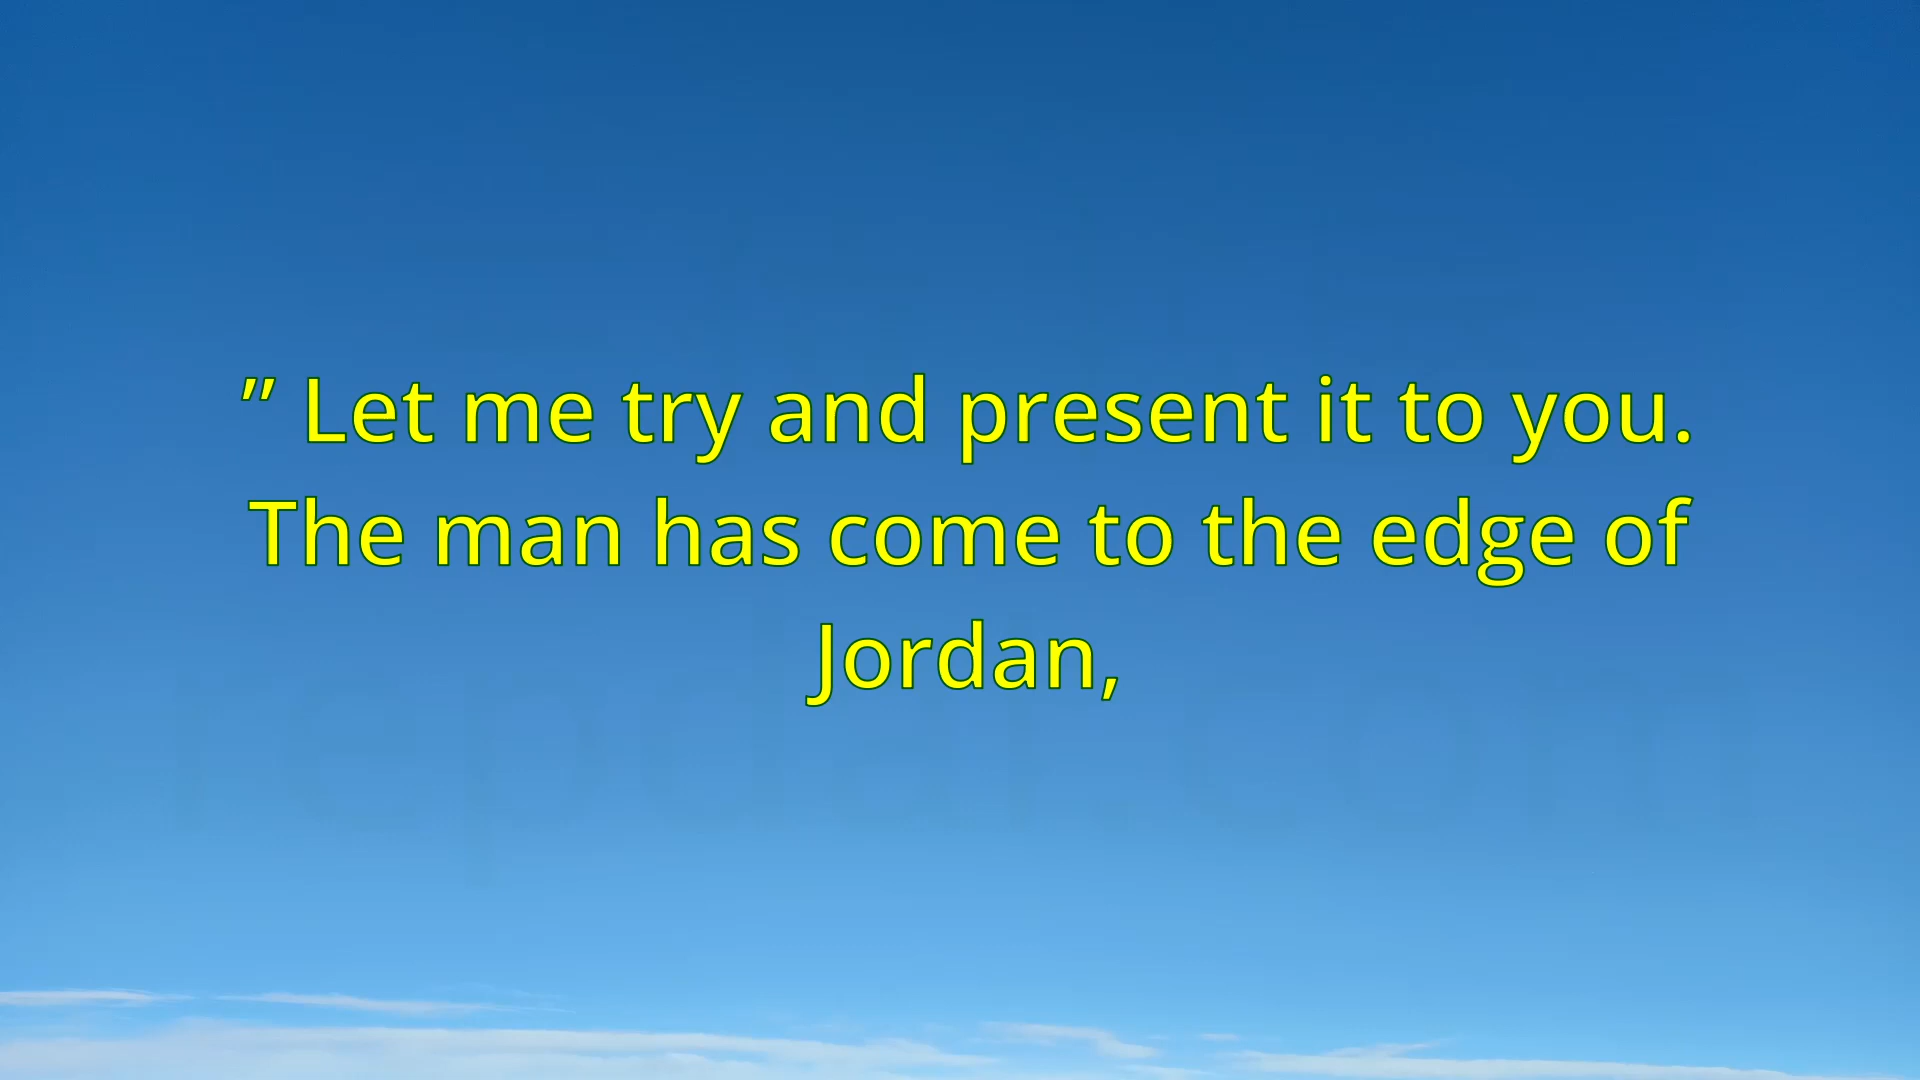 ” Let me try and present it to you.
The man has come to the edge of
Jordan,